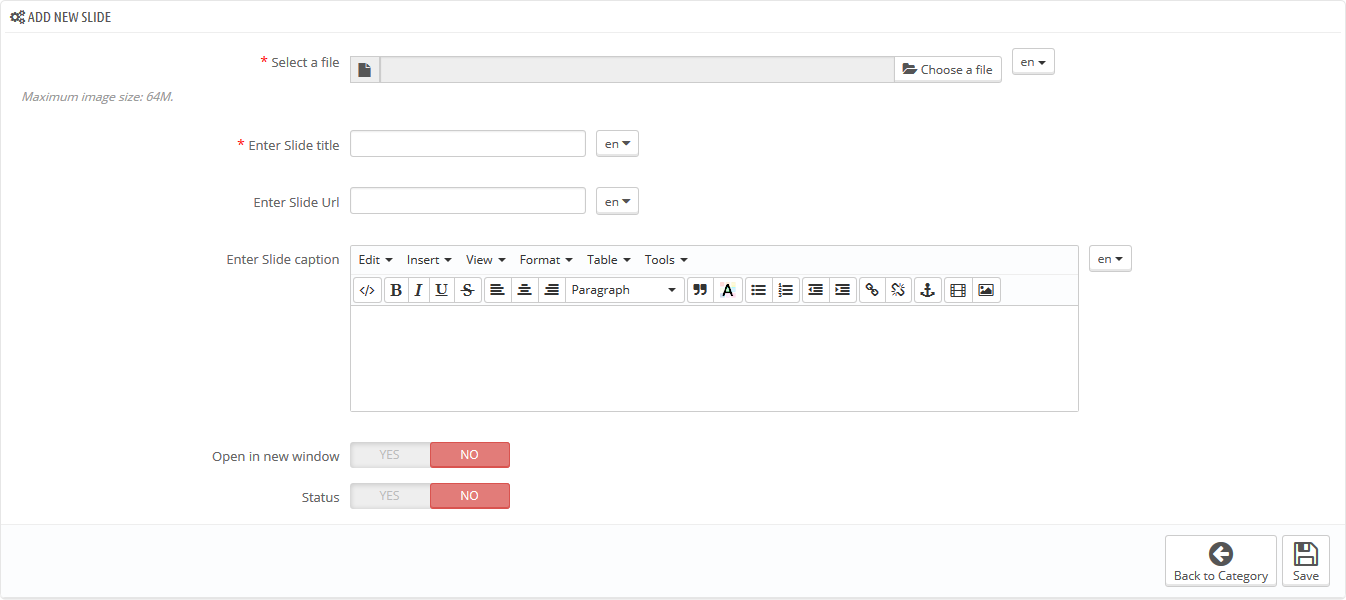 ADD NEW SLIDE
* Select a file
Choose a file
en
Maximum image size: 64M.
* Enter Slide title
en
Enter Slide Url
en
Enter Slide caption
Edit Insert View Format Table Tools
en
B I U S Paragraph A
Open in new window YES NO
Status YES NO
Back to Category Save